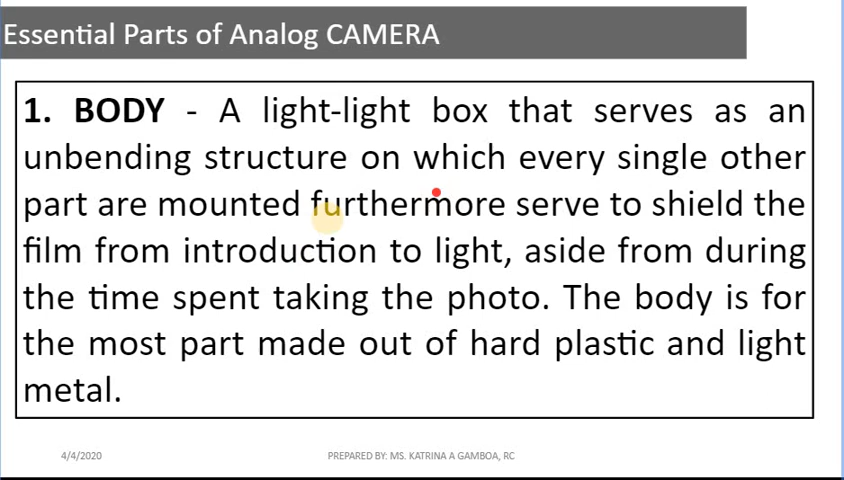 Essential Parts of Analog CAMERA
1. BODY - A light-light box that serves as an
unbending structure on which every single other
part are mounted furthermore serve to shield the
film from introduction to light, aside from during
the time spent taking the photo. The body is for
the most part made out of hard plastic and light
metal.
4/4/2020
PREPARED BY: MS. KATRINA A GAMBOA, RC